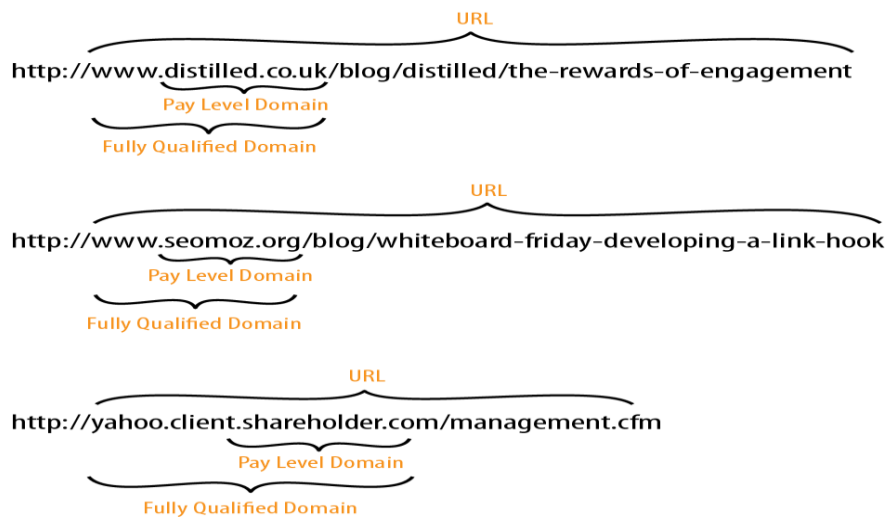 URL
http://www.distilled.co.uk/blog/distilled/the-rewards-of-engagement
Pay Level Domain
Fully Qualified Domain
URL
http://www.seomoz.org/blog/whiteboard-friday-developing-a-link-hook
Pay Level Domain
Fully Qualified Domain
URL
http://yahoo.client.shareholder.com/management.cfm
Pay Level Domain
Fully Qualified Domain